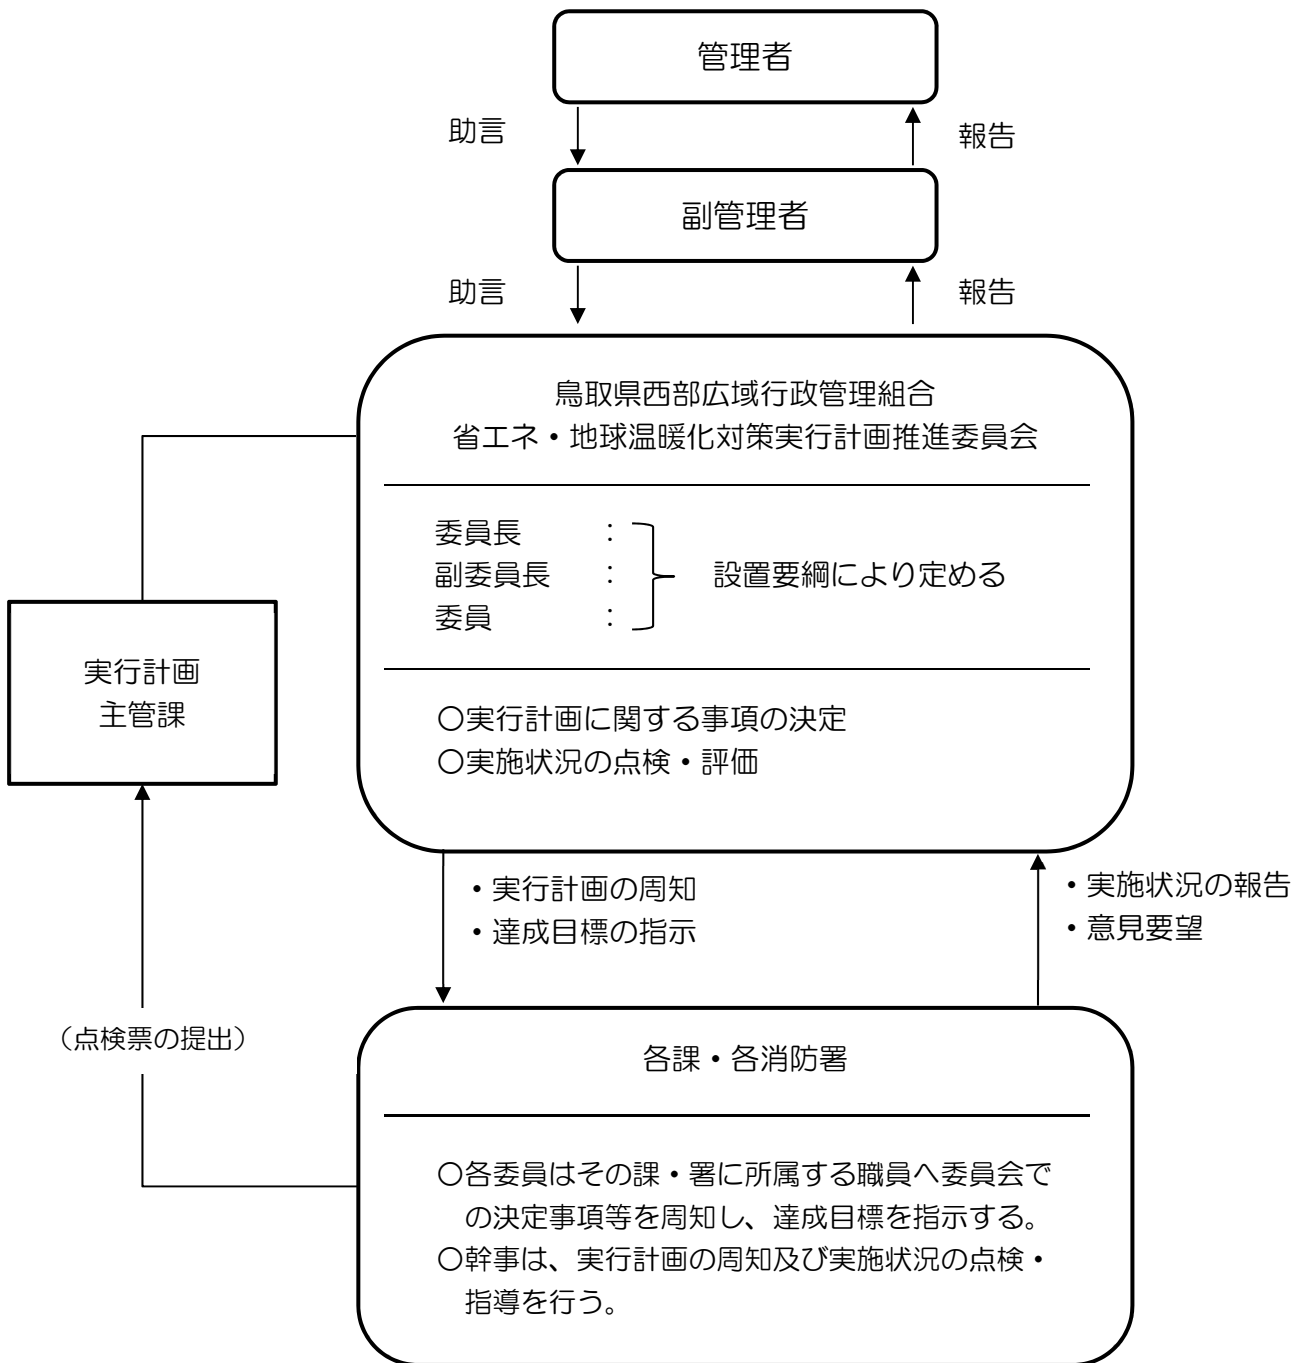 管理者
助言
報告
副管理者
助言
報告
鳥取県西部広域行政管理組合
省エネ・地球温暖化対策実行計画推進委員会
委員長　　：
副委員長　：
委員　　　：
設置要綱により定める
実行計画
主管課
〇実行計画に関する事項の決定
〇実施状況の点検・評価
・実行計画の周知
・達成目標の指示
・実施状況の報告
・意見要望
（点検票の提出）
各課・各消防署
〇各委員はその課・署に所属する職員へ委員会で
の決定事項等を周知し、達成目標を指示する。
〇幹事は、実行計画の周知及び実施状況の点検・
指導を行う。